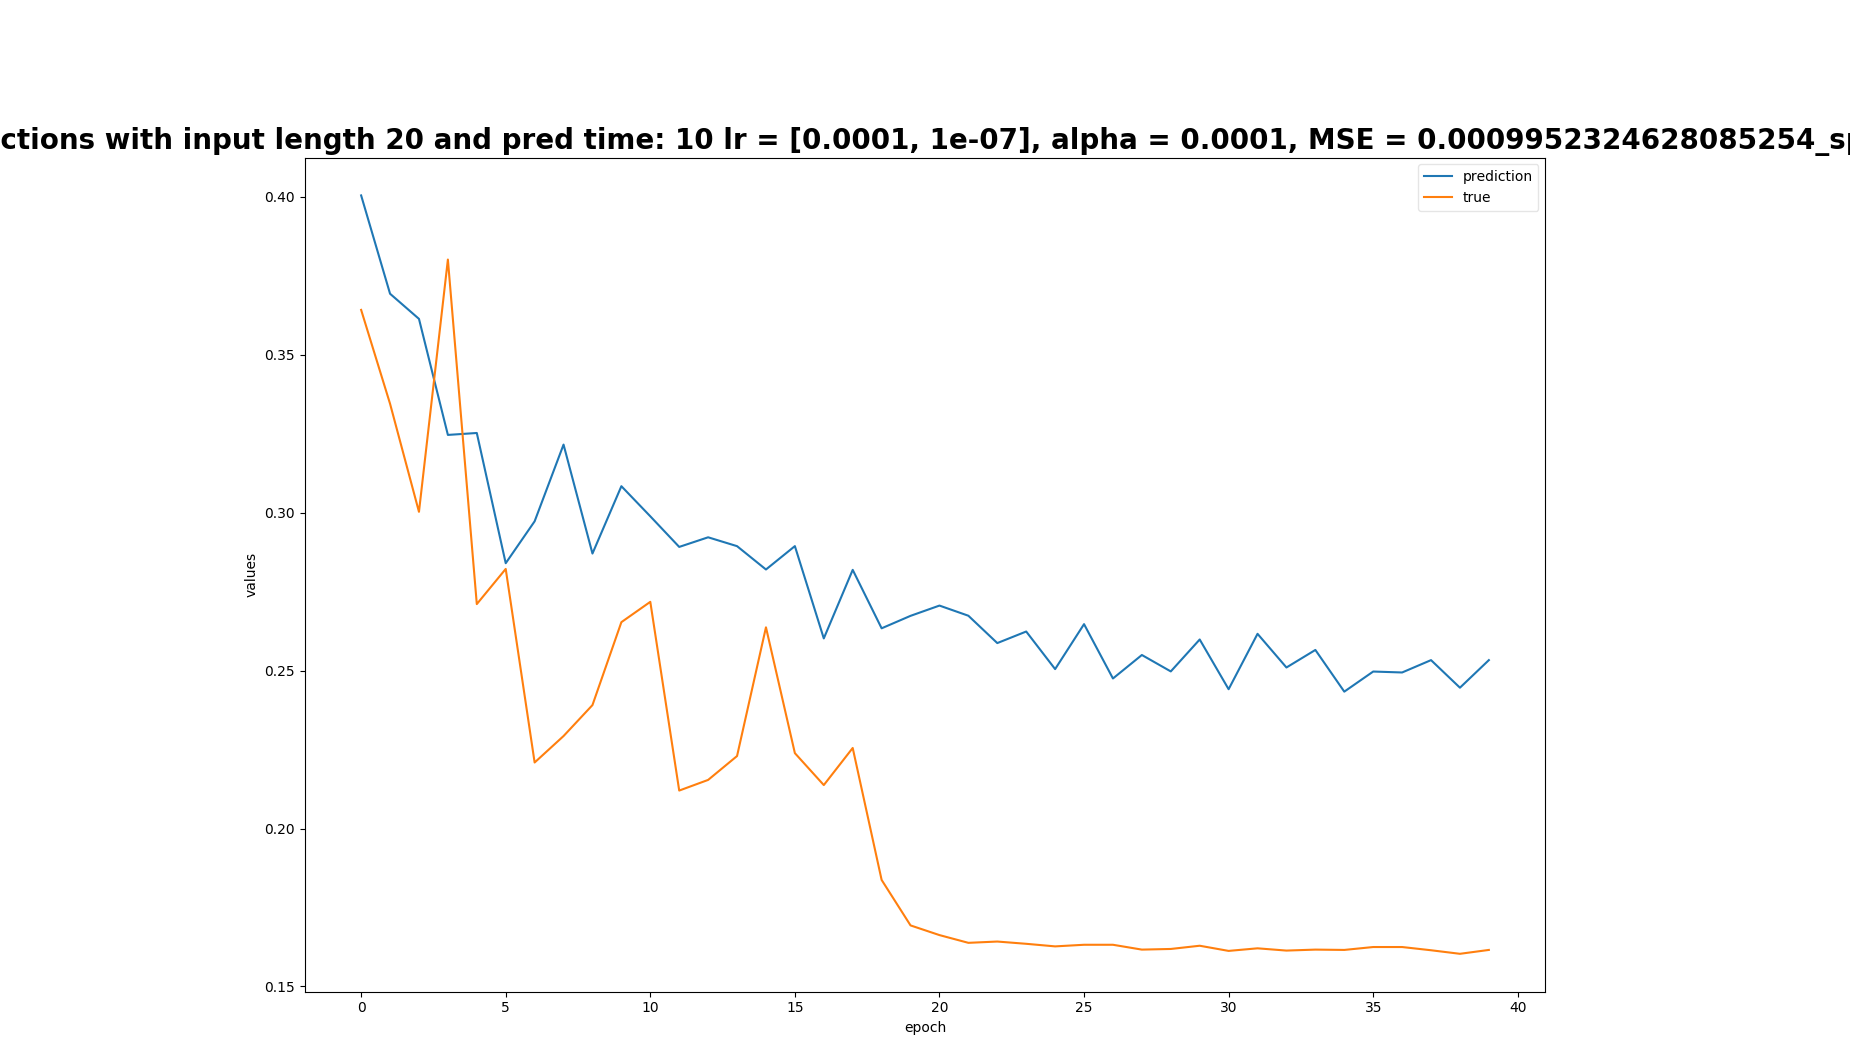 ctions with input length 20 and pred time: 10 lr = [0.0001, 1e-07], alpha = 0.0001, MSE = 0.0009952324628085254_sp
prediction
true
0.40
0.35
0.30
0.25
0.20
0.15
values
0 5 10 15 20 25 30 35 40
epoch